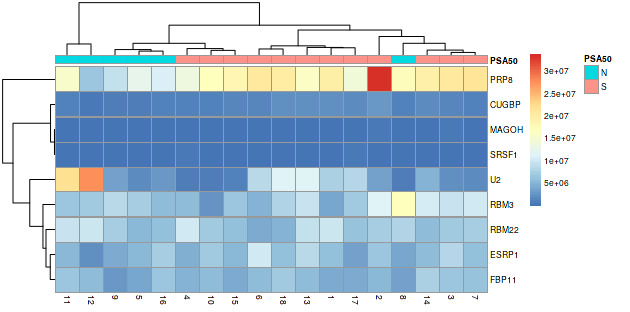 PSA50
PRP8
CUGBP
MAGOH
SRSF1
U2
RBM3
RBM22
ESRP1
FBP11
11 12 9 5 16 4 10 15 6 18 13 1 17 2 8 14 3 7
3e+07
2.5e+07
2e+07
1.5e+07
1e+07
5e+06
PSA50
N
S